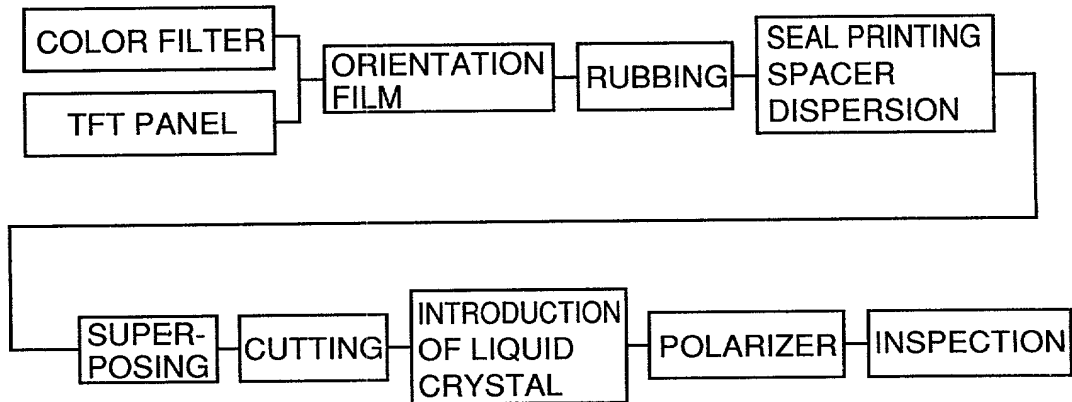 COLOR FILTER
TFT PANEL
ORIENTATION
FILM
RUBBING
SEAL PRINTING
SPACER
DISPERSION
SUPER-
POSING
CUTTING
INTRODUCTION
OF LIQUID
CRYSTAL
POLARIZER
INSPECTION